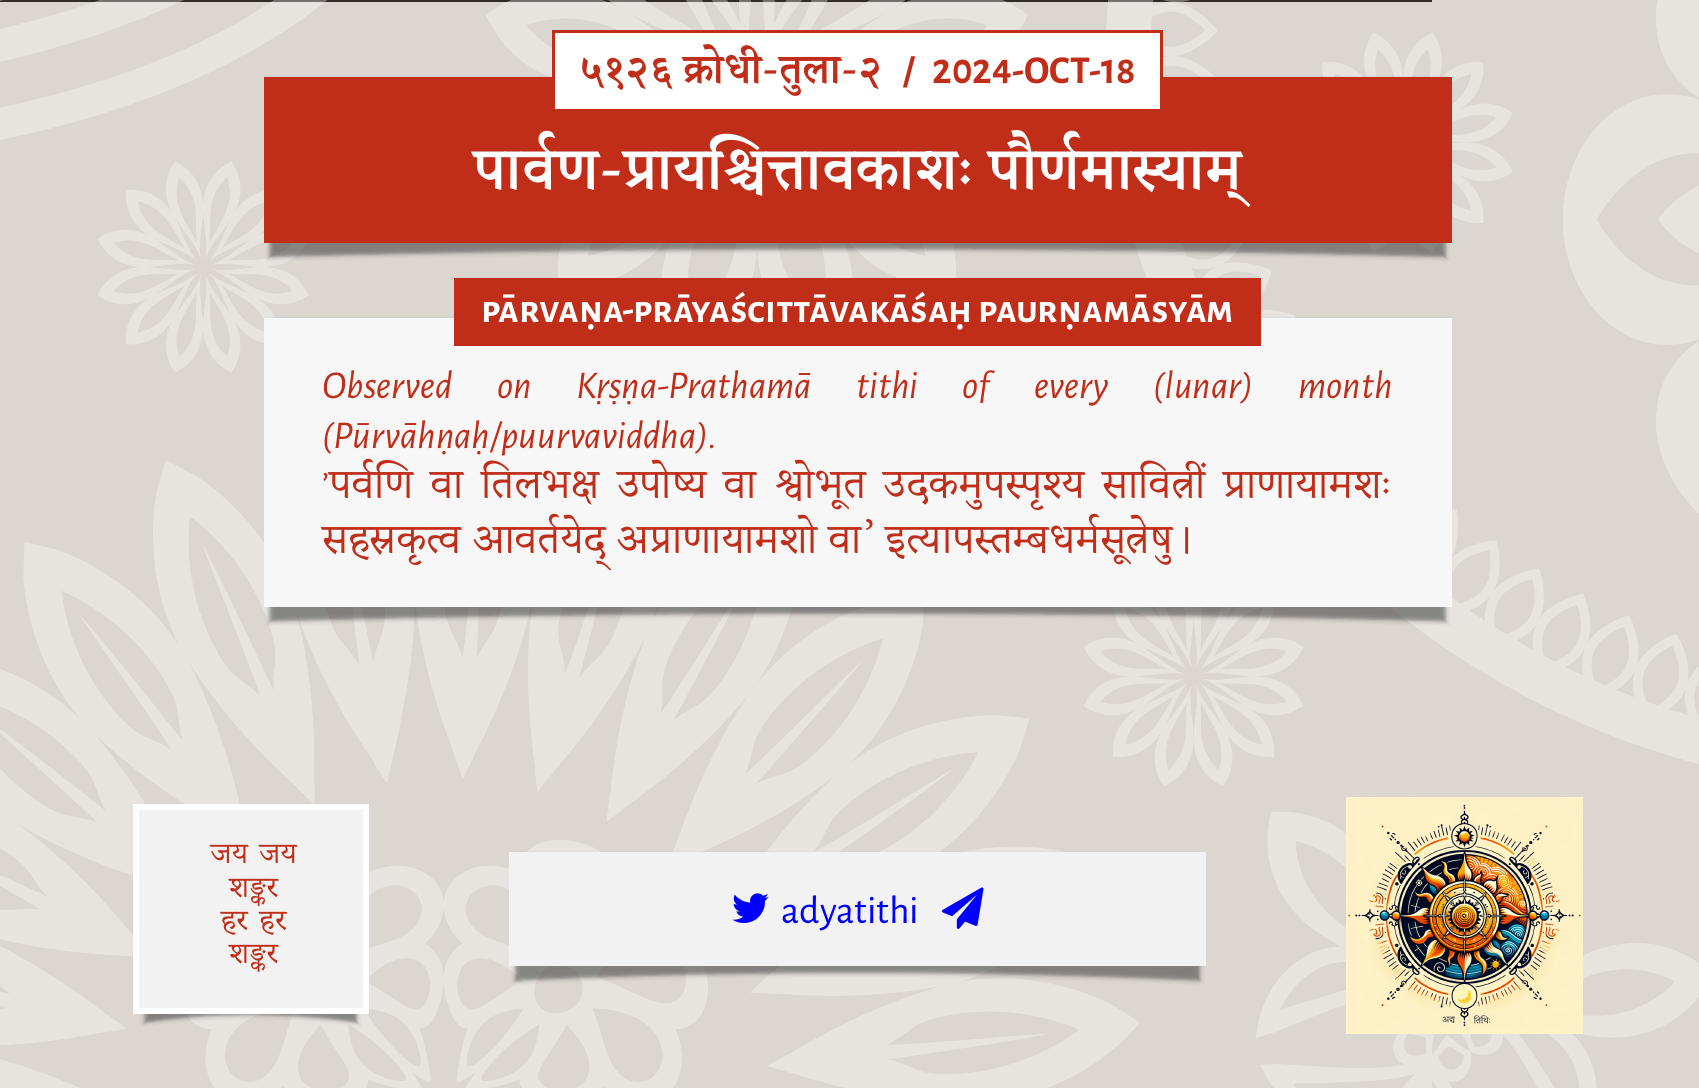 ५१२६ क्रोधी-तुला-२ / 2024-OCT-18
पार्वण-प्रायश्चित्तावकाशः पौर्णमास्याम्
PĀRVAṆA-PRĀYAŚCITTĀVAKĀŚAḤ PAURṆAMĀSYĀM
Observed on Kṛṣṇa-Prathamā tithi of every (lunar) month
(Pūrvāhṇaḥ/puurvaviddha).
’पर्वणि वा तिलभक्ष उपोष्य वा श्वोभूत उदकमुपस्पृश्य सावित्रीं प्राणायामशः
सहस्रकृत्व आवर्तयेद् अप्राणायामशो वा’ इत्यापस्तम्बधर्मसूत्रेषु।
जय जय
शङ्कर
हर हर
शङ्कर
adyatithi
अद्य तिथिः